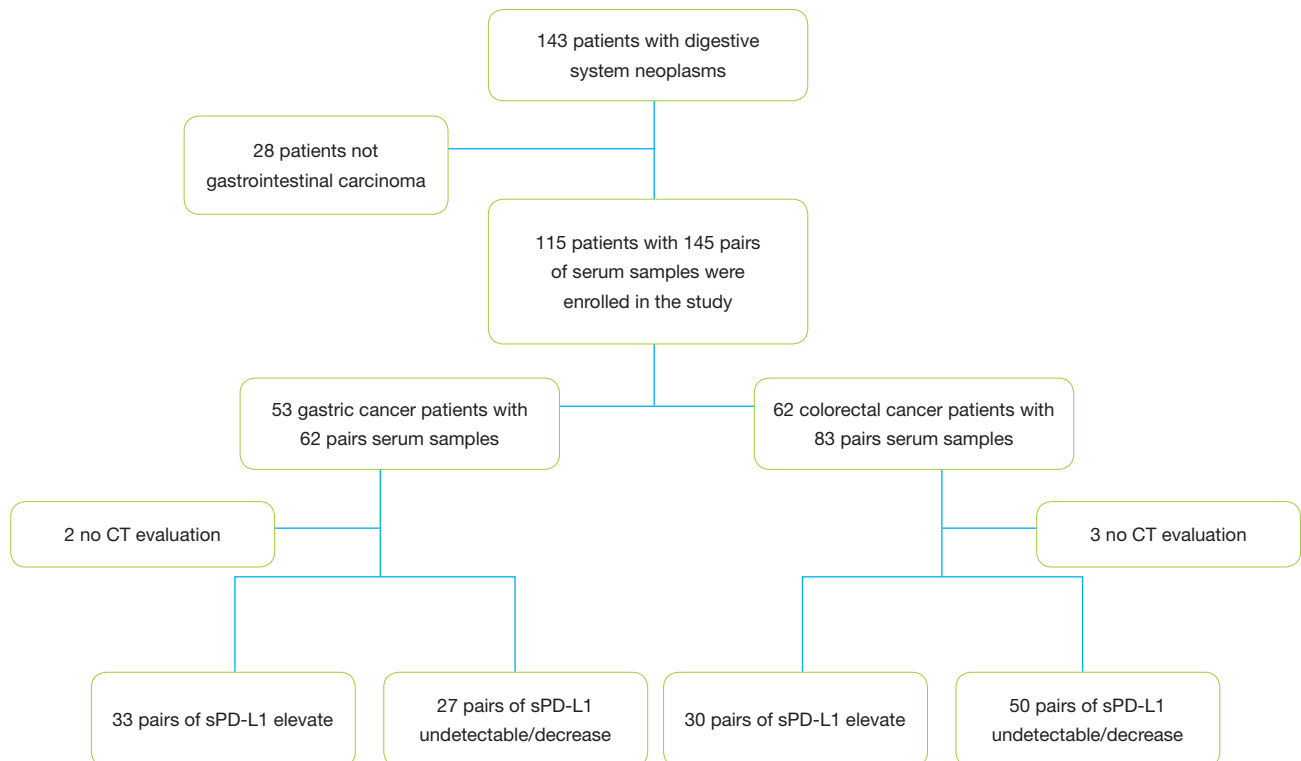 143 patients with digestive
system neoplasms
28 patients not
gastrointestinal carcinoma
115 patients with 145 pairs
of serum samples were
enrolled in the study
53 gastric cancer patients with
62 pairs serum samples
62 colorectal cancer patients with
83 pairs serum samples
2 no CT evaluation
3 no CT evaluation
33 pairs of sPD-L1 elevate
27 pairs of sPD-L1
undetectable/decrease
30 pairs of sPD-L1 elevate
50 pairs of sPD-L1
undetectable/decrease